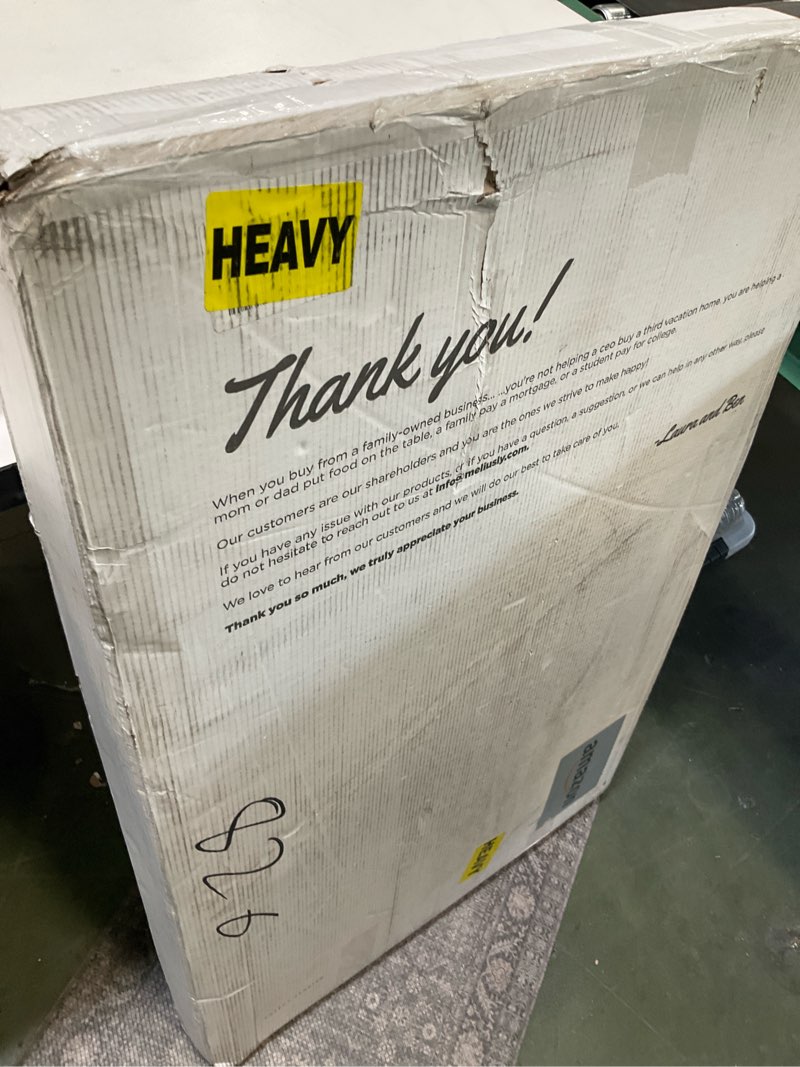 HEAVY
Thank you!
When you buy from a family-owned business... ...you're not helping a ceo buy a third vacation home. you are helping a
mom or dad put food on the table, a family pay a mortgage, or a student pay for college.
Our customers are our shareholders and you are the ones we strive to make happy!
If you have any issue with our products, or if you have a question, a suggestion, or we can help in any other way, please
do not hesitate to reach out to us at info@meliusly.com.
We love to hear from our customers and we will do our best to take care of you.
Thank you so much, we truly appreciate your business.
-Laura and Ben
amazon
HEAVY
928